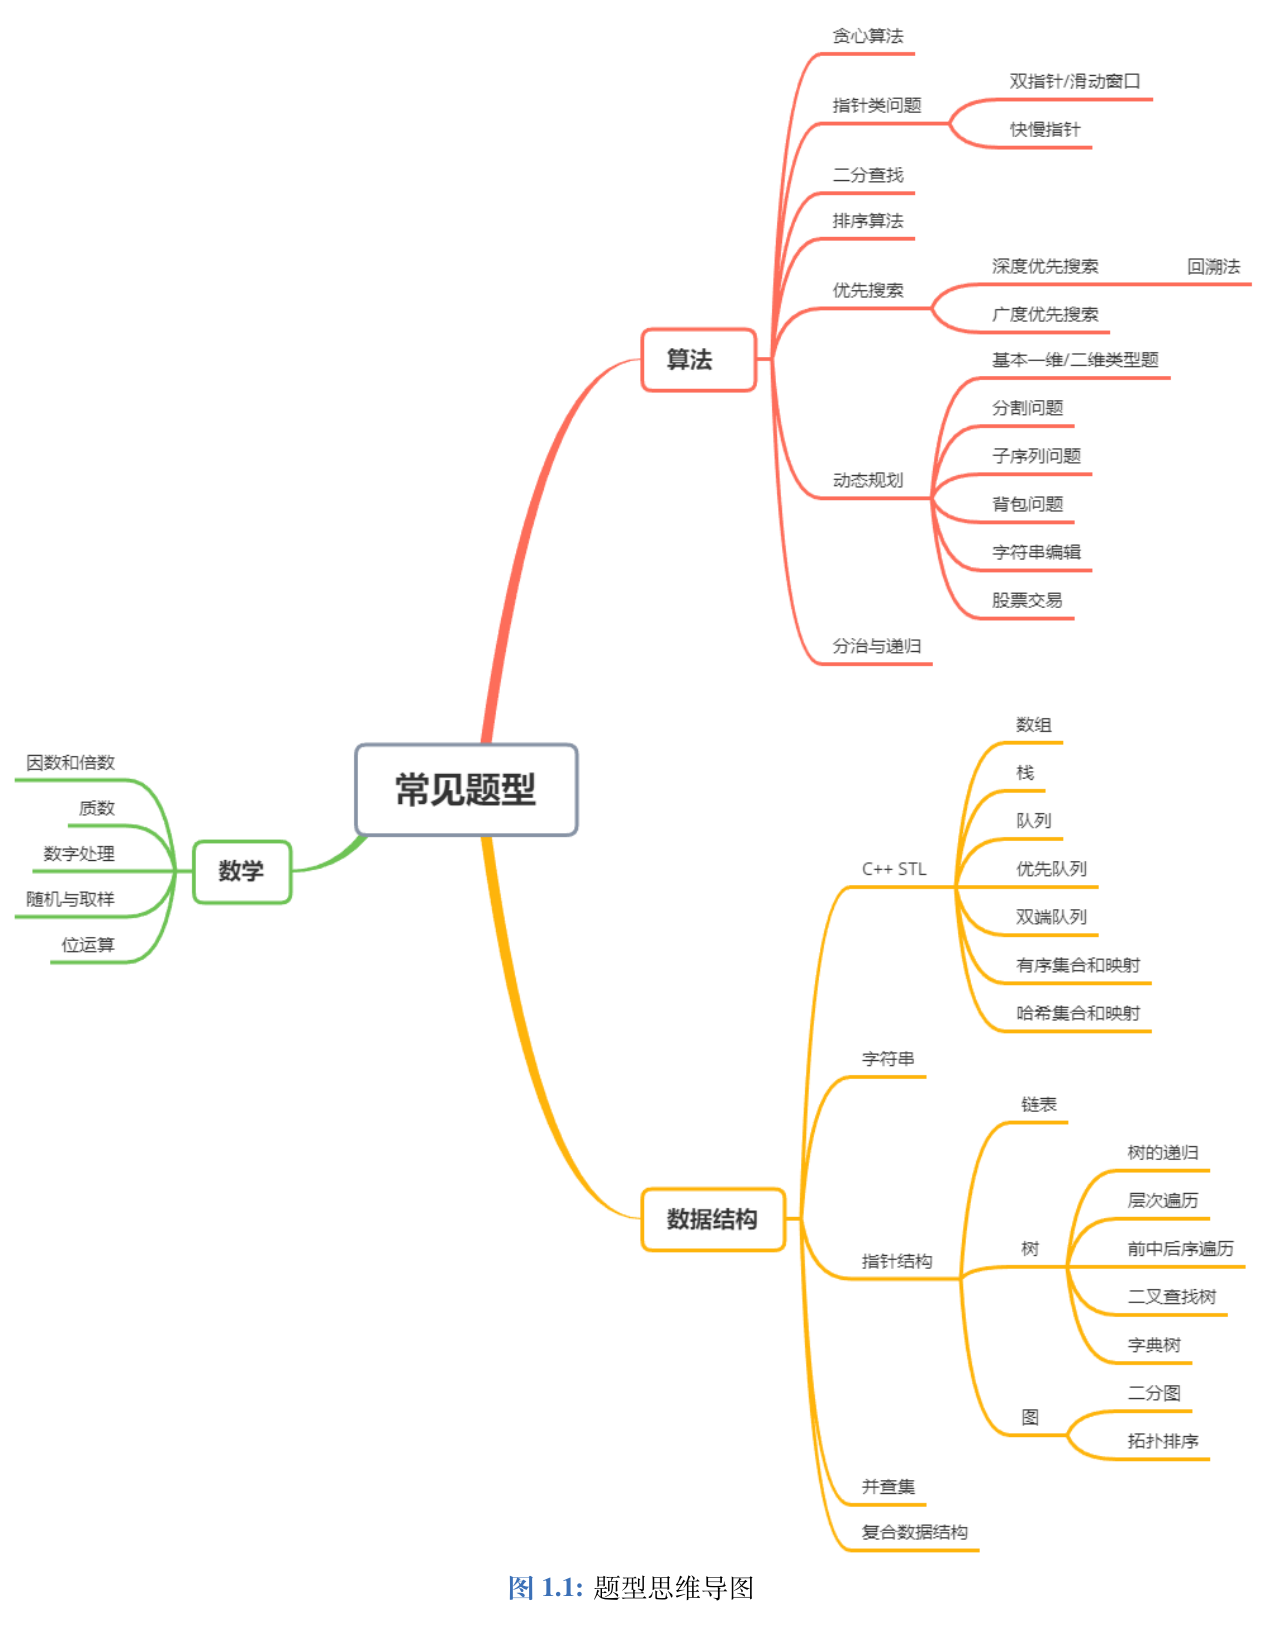 贪心算法
指针类问题
双指针/滑动窗口
快慢指针
二分查找
排序算法
优先搜索
深度优先搜索
回溯法
广度优先搜索
算法
动态规划
基本一维/二维类型题
分割问题
子序列问题
背包问题
字符串编辑
股票交易
分治与递归
常见题型
数学
因数和倍数
质数
数字处理
随机与取样
位运算
数据结构
C++ STL
数组
栈
队列
优先队列
双端队列
有序集合和映射
哈希集合和映射
字符串
指针结构
链表
树
树的递归
层次遍历
前中后序遍历
二叉查找树
字典树
图
二分图
拓扑排序
并查集
复合数据结构
图 1.1: 题型思维导图